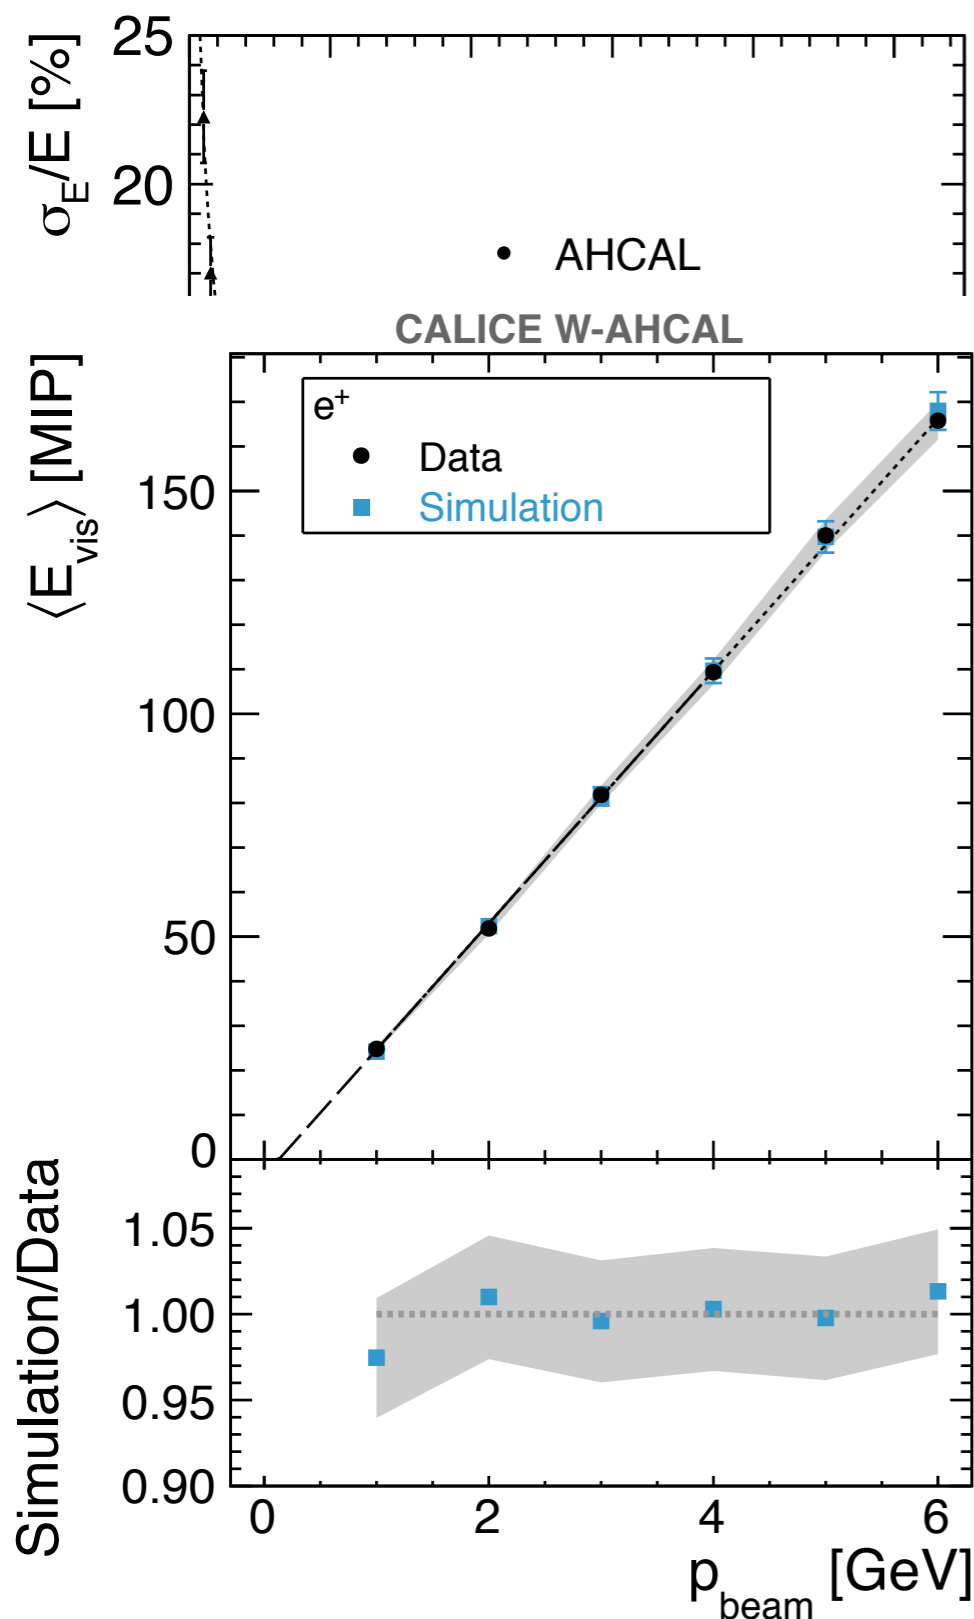 σE/E [%]
25
20
AHCAL
CALICE W-AHCAL
⟨Evis⟩ [MIP]
e+
Data
Simulation
150
100
50
0
Simulation/Data
1.05
1.00
0.95
0.90
0 2 4 6
pbeam [GeV]